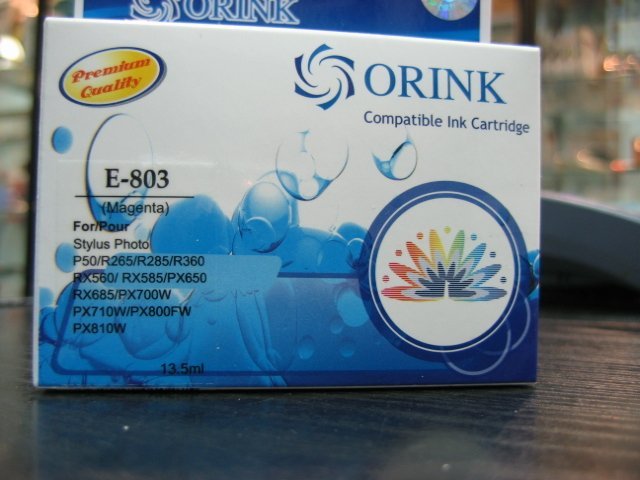 ORINK
Premium
Quality
ORINK
Compatible Ink Cartridge
E-803
(Magenta)
For/Pour
Stylus Photo
P50/R265/R285/R360
RX560/ RX585/PX650
RX685/PX700W
PX710W/PX800FW
PX810W
13.5ml